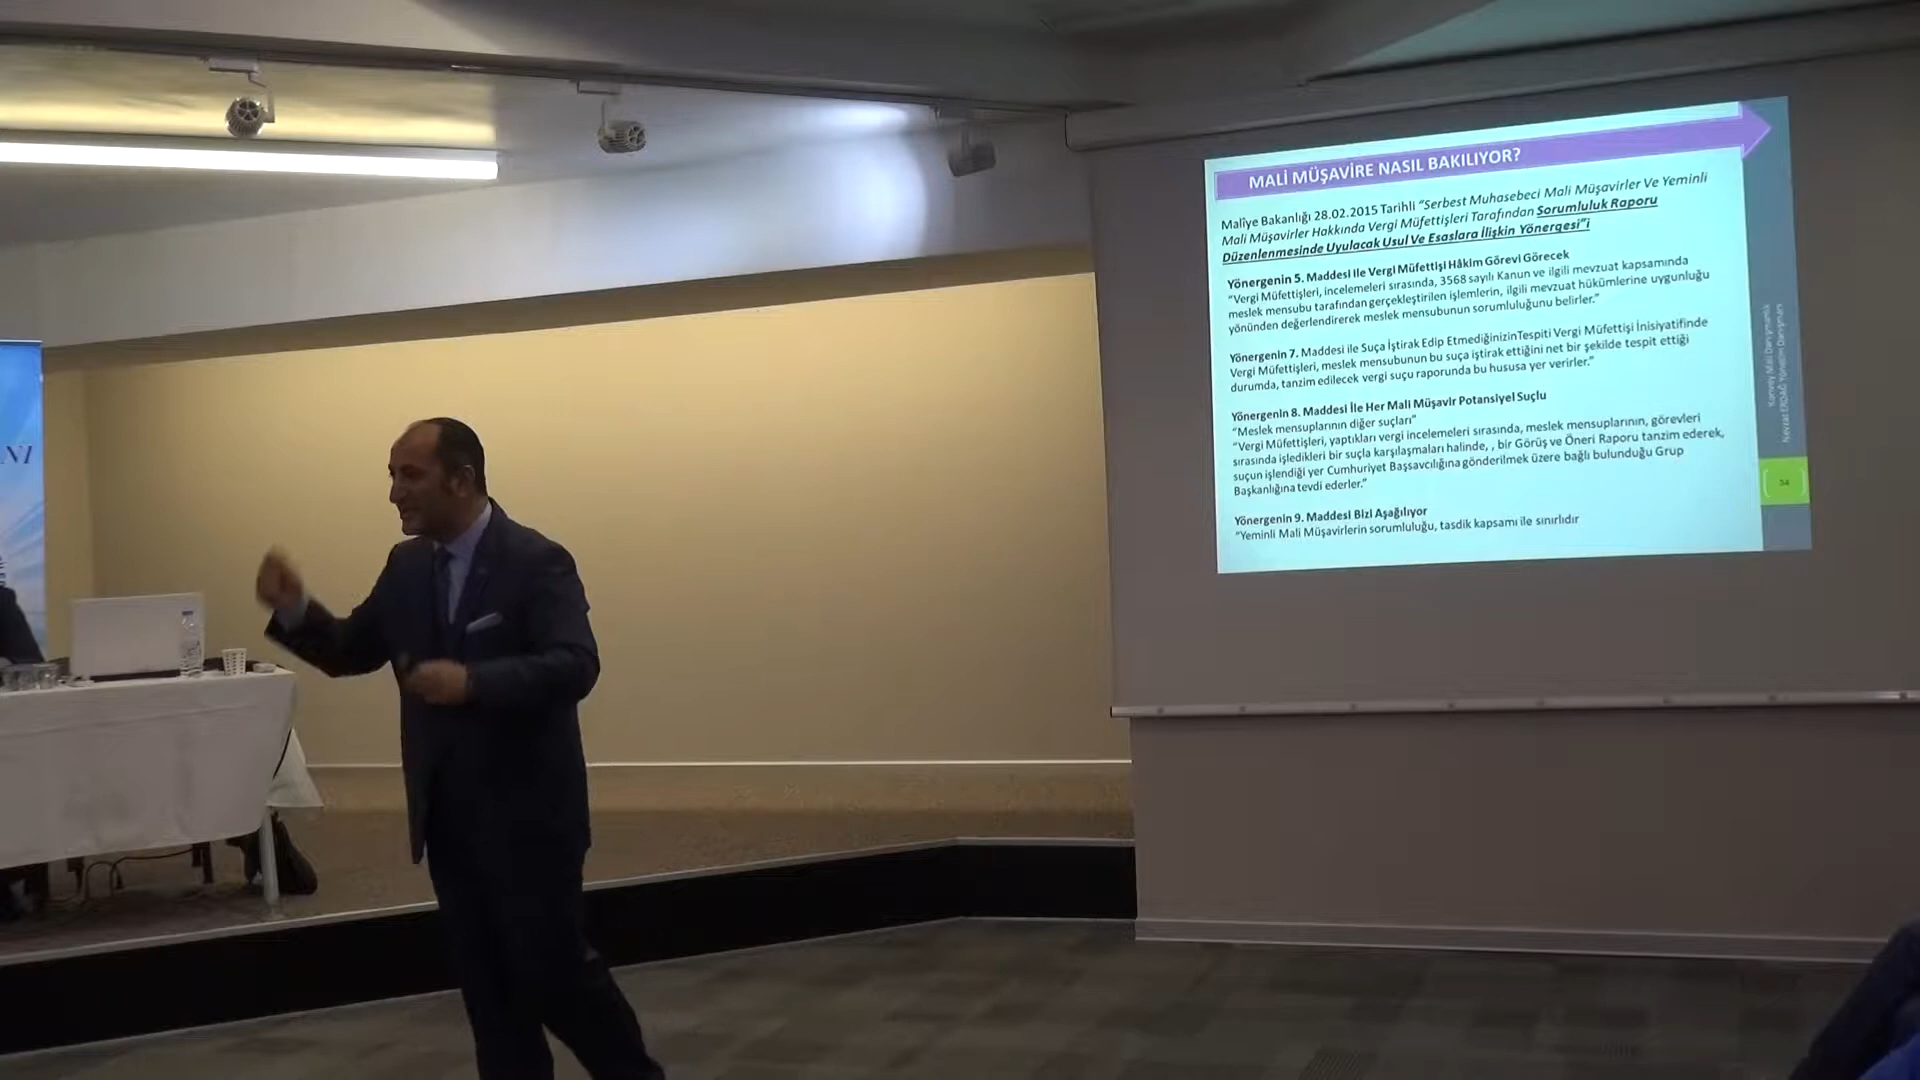 MALİ MÜŞAVİRE NASIL BAKILIYOR?
Malîye Bakanlığı 28.02.2015 Tarihli “Serbest Muhasebeci Mali Müşavirler Ve Yeminli
Mali Müşavirler Hakkında Vergi Müfettişleri Tarafından Sorumluluk Raporu
Düzenlenmesinde Uyulacak Usul Ve Esaslara İlişkin Yönergesi”i
Yönergenin 5. Maddesi Ile Vergi Müfettişi Hâkim Görevi Görecek
“Vergi Müfettişleri, incelemeleri sırasında, 3568 sayılı Kanun ve ilgili mevzuat kapsamında
meslek mensubu tarafından gerçekleştirilen işlemlerin, ilgili mevzuat hükümlerine uygunluğu
yönünden değerlendirerek meslek mensubunun sorumluluğunu belirler.”
Yönergenin 7. Maddesi ile Suça İştirak Edip EtmediğinizinTespiti Vergi Müfettişi İnisiyatifinde
Vergi Müfettişleri, meslek mensubunun bu suça iştirak ettiğini net bir şekilde tespit ettiği
durumda, tanzim edilecek vergi suçu raporunda bu hususa yer verirler.”
Yönergenin 8. Maddesi İle Her Mali Müşavir Potansiyel Suçlu
“Meslek mensuplarının diğer suçları”
“Vergi Müfettişleri, yaptıkları vergi incelemeleri sırasında, meslek mensuplarının, görevleri
sırasında işledikleri bir suçla karşılaşmaları halinde, , bir Görüş ve Öneri Raporu tanzim ederek,
suçun işlendiği yer Cumhuriyet Başsavcılığına gönderilmek üzere bağlı bulunduğu Grup
Başkanlığına tevdi ederler.”
Yönergenin 9. Maddesi Bizi Aşağılıyor
“Yeminli Mali Müşavirlerin sorumluluğu, tasdik kapsamı ile sınırlıdır
54